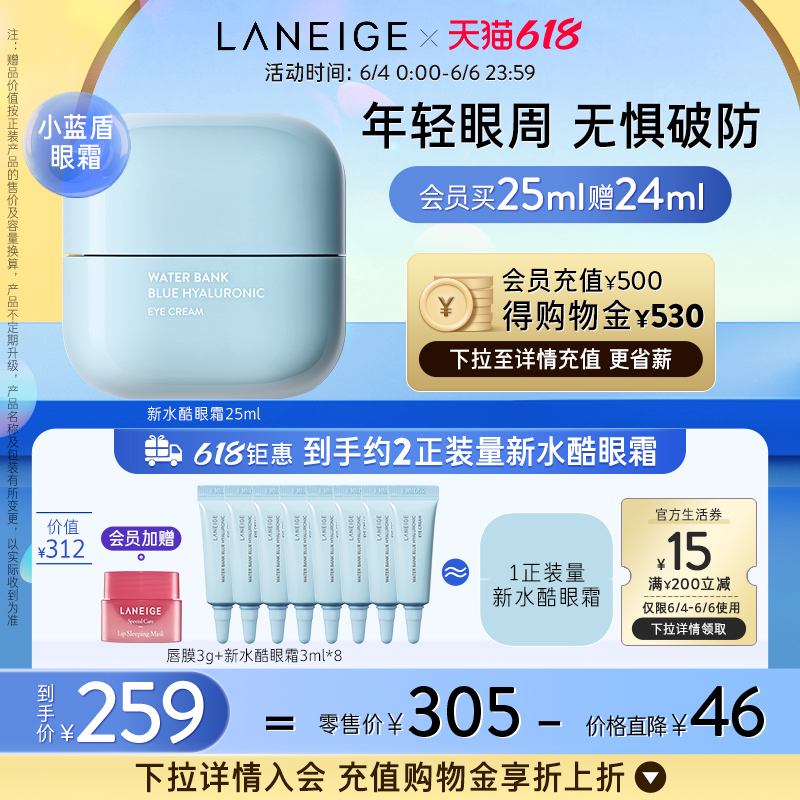 LANEIGE × 天猫618
活动时间: 6/4 0:00-6/6 23:59
注：赠品价值按正装产品的售价及容量换算，产品不定期升级，产品名称及包装有所变更，以实际收到为准
小蓝盾
眼霜
年轻眼周 无惧破防
会员买25ml赠24ml
WATER BANK
BLUE HYALURONIC
EYE CREAM
¥
会员充值¥500
得购物金¥530
下拉至详情充值 更省薪
新水酷眼霜25ml
618钜惠 到手约2正装量新水酷眼霜
价值
¥312
会员加赠
LANEIGE
Special Care
Lip Sleeping Mask
LANEIGE
WATER BANK BLUE HYALURONIC
EYE CREAM
≈
1正装量
新水酷眼霜
官方生活券
¥15
满¥200立减
仅限6/4-6/6使用
下拉详情领取
唇膜3g+新水酷眼霜3ml*8
到手价¥259 = 零售价¥305 - 价格直降¥46
下拉详情入会 充值购物金享折上折